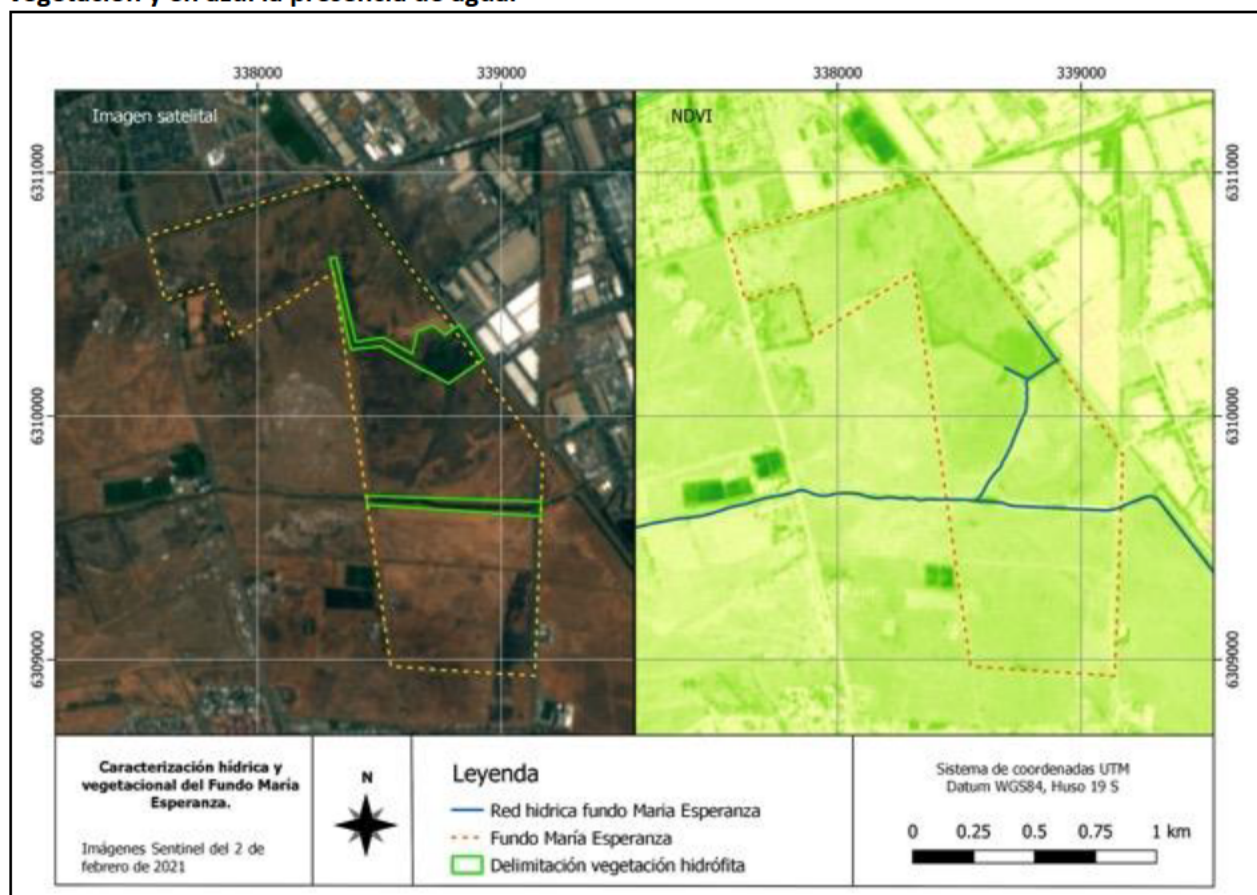 vegetación y en azul la presencia de agua.
338000 339000 338000 339000
Imagen satelital NDVI
6311000 6311000
6310000 6310000
6309000 6309000
Caracterización hídrica y
vegetacional del Fundo María
Esperanza.
Imágenes Sentinel del 2 de
febrero de 2021
N
Leyenda
Red hidrica fundo Maria Esperanza
Fundo María Esperanza
Delimitación vegetación hidrófita
Sistema de coordenadas UTM
Datum WGS84, Huso 19 S
0 0.25 0.5 0.75 1 km